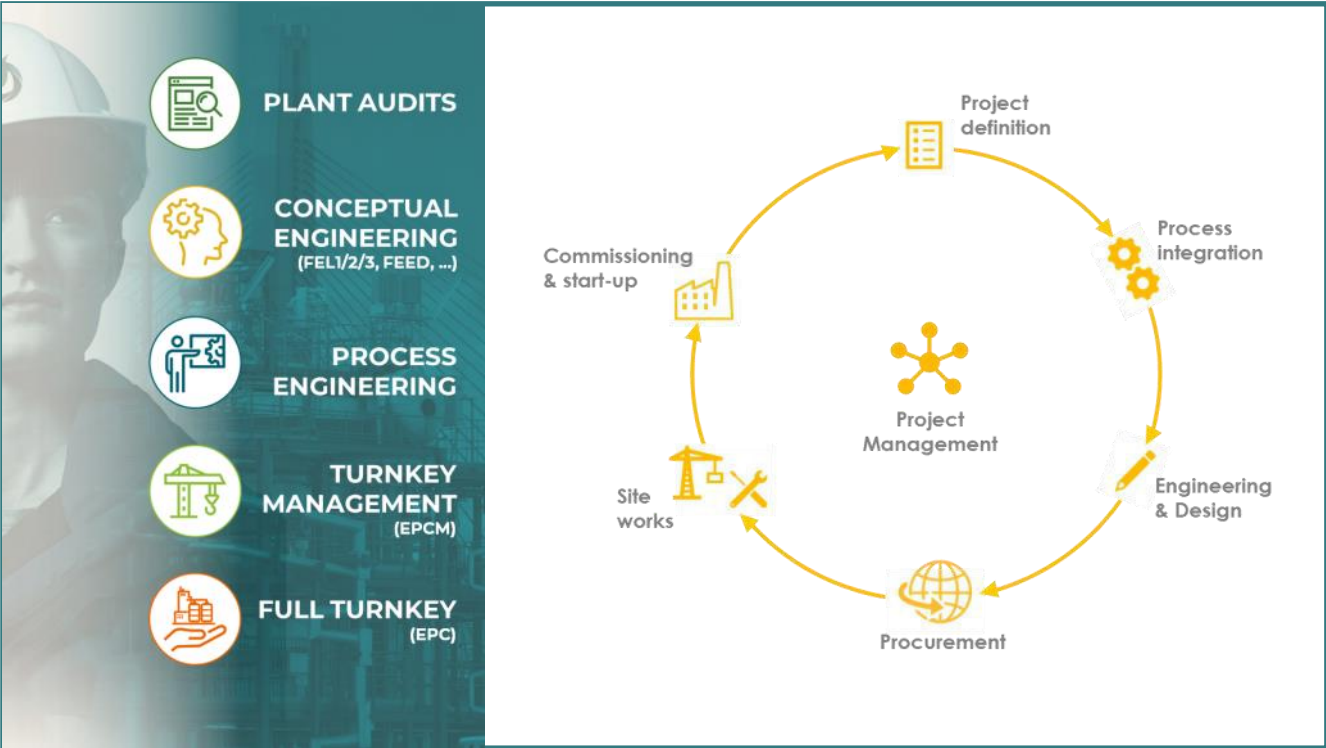 PLANT AUDITS
CONCEPTUAL
ENGINEERING
(FEL1/2/3, FEED, ...)
PROCESS
ENGINEERING
TURNKEY
MANAGEMENT
(EPCM)
FULL TURNKEY
(EPC)
Project
definition
Process
integration
Engineering
& Design
Procurement
Site
works
Commissioning
& start-up
Project
Management